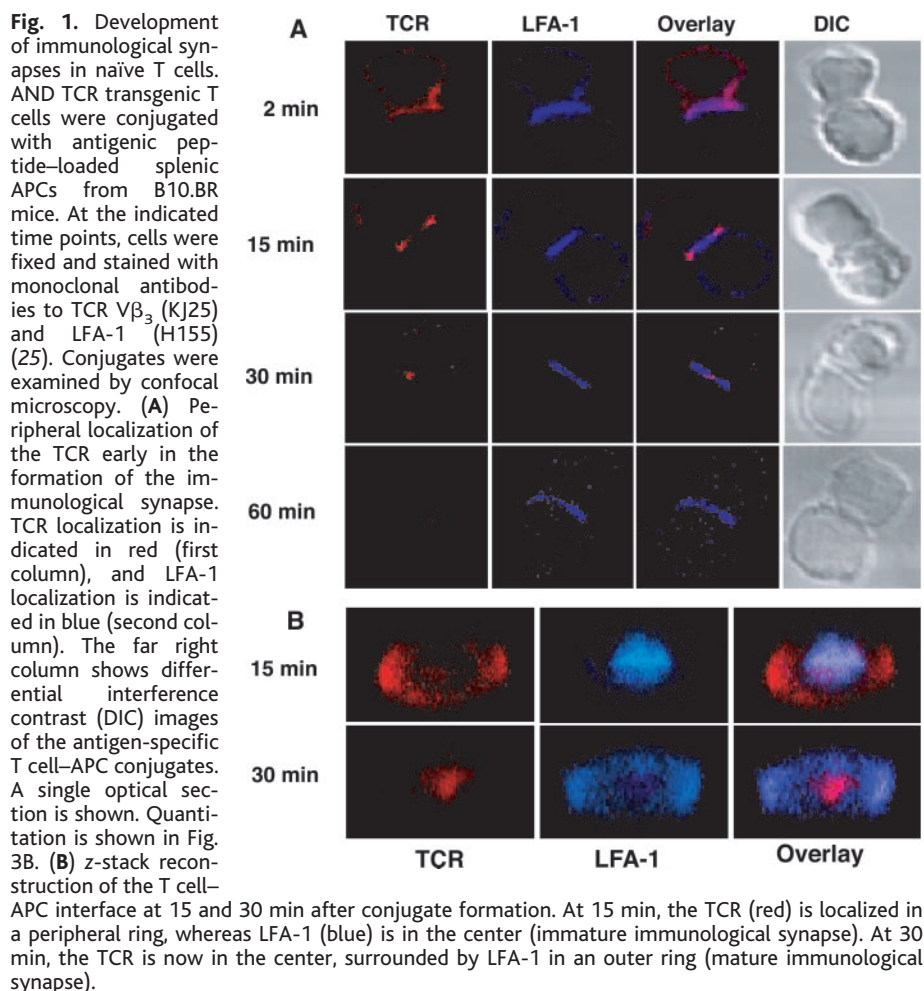 Fig. 1. Development
of immunological syn-
apses in naïve T cells.
AND TCR transgenic T
cells were conjugated
with antigenic pep-
tide–loaded splenic
APCs from B10.BR
mice. At the indicated
time points, cells were
fixed and stained with
monoclonal antibod-
ies to TCR Vβ3 (KJ25)
and LFA-1 (H155)
(25). Conjugates were
examined by confocal
microscopy. (A) Pe-
ripheral localization of
the TCR early in the
formation of the im-
munological synapse.
TCR localization is in-
dicated in red (first
column), and LFA-1
localization is indicat-
ed in blue (second col-
umn). The far right
column shows differ-
ential interference
contrast (DIC) images
of the antigen-specific
T cell–APC conjugates.
A single optical sec-
tion is shown. Quanti-
tation is shown in Fig.
3B. (B) z-stack recon-
struction of the T cell–
APC interface at 15 and 30 min after conjugate formation. At 15 min, the TCR (red) is localized in
a peripheral ring, whereas LFA-1 (blue) is in the center (immature immunological synapse). At 30
min, the TCR is now in the center, surrounded by LFA-1 in an outer ring (mature immunological
synapse).
A
TCR LFA-1 Overlay DIC
2 min
15 min
30 min
60 min
B
15 min
30 min
TCR LFA-1 Overlay